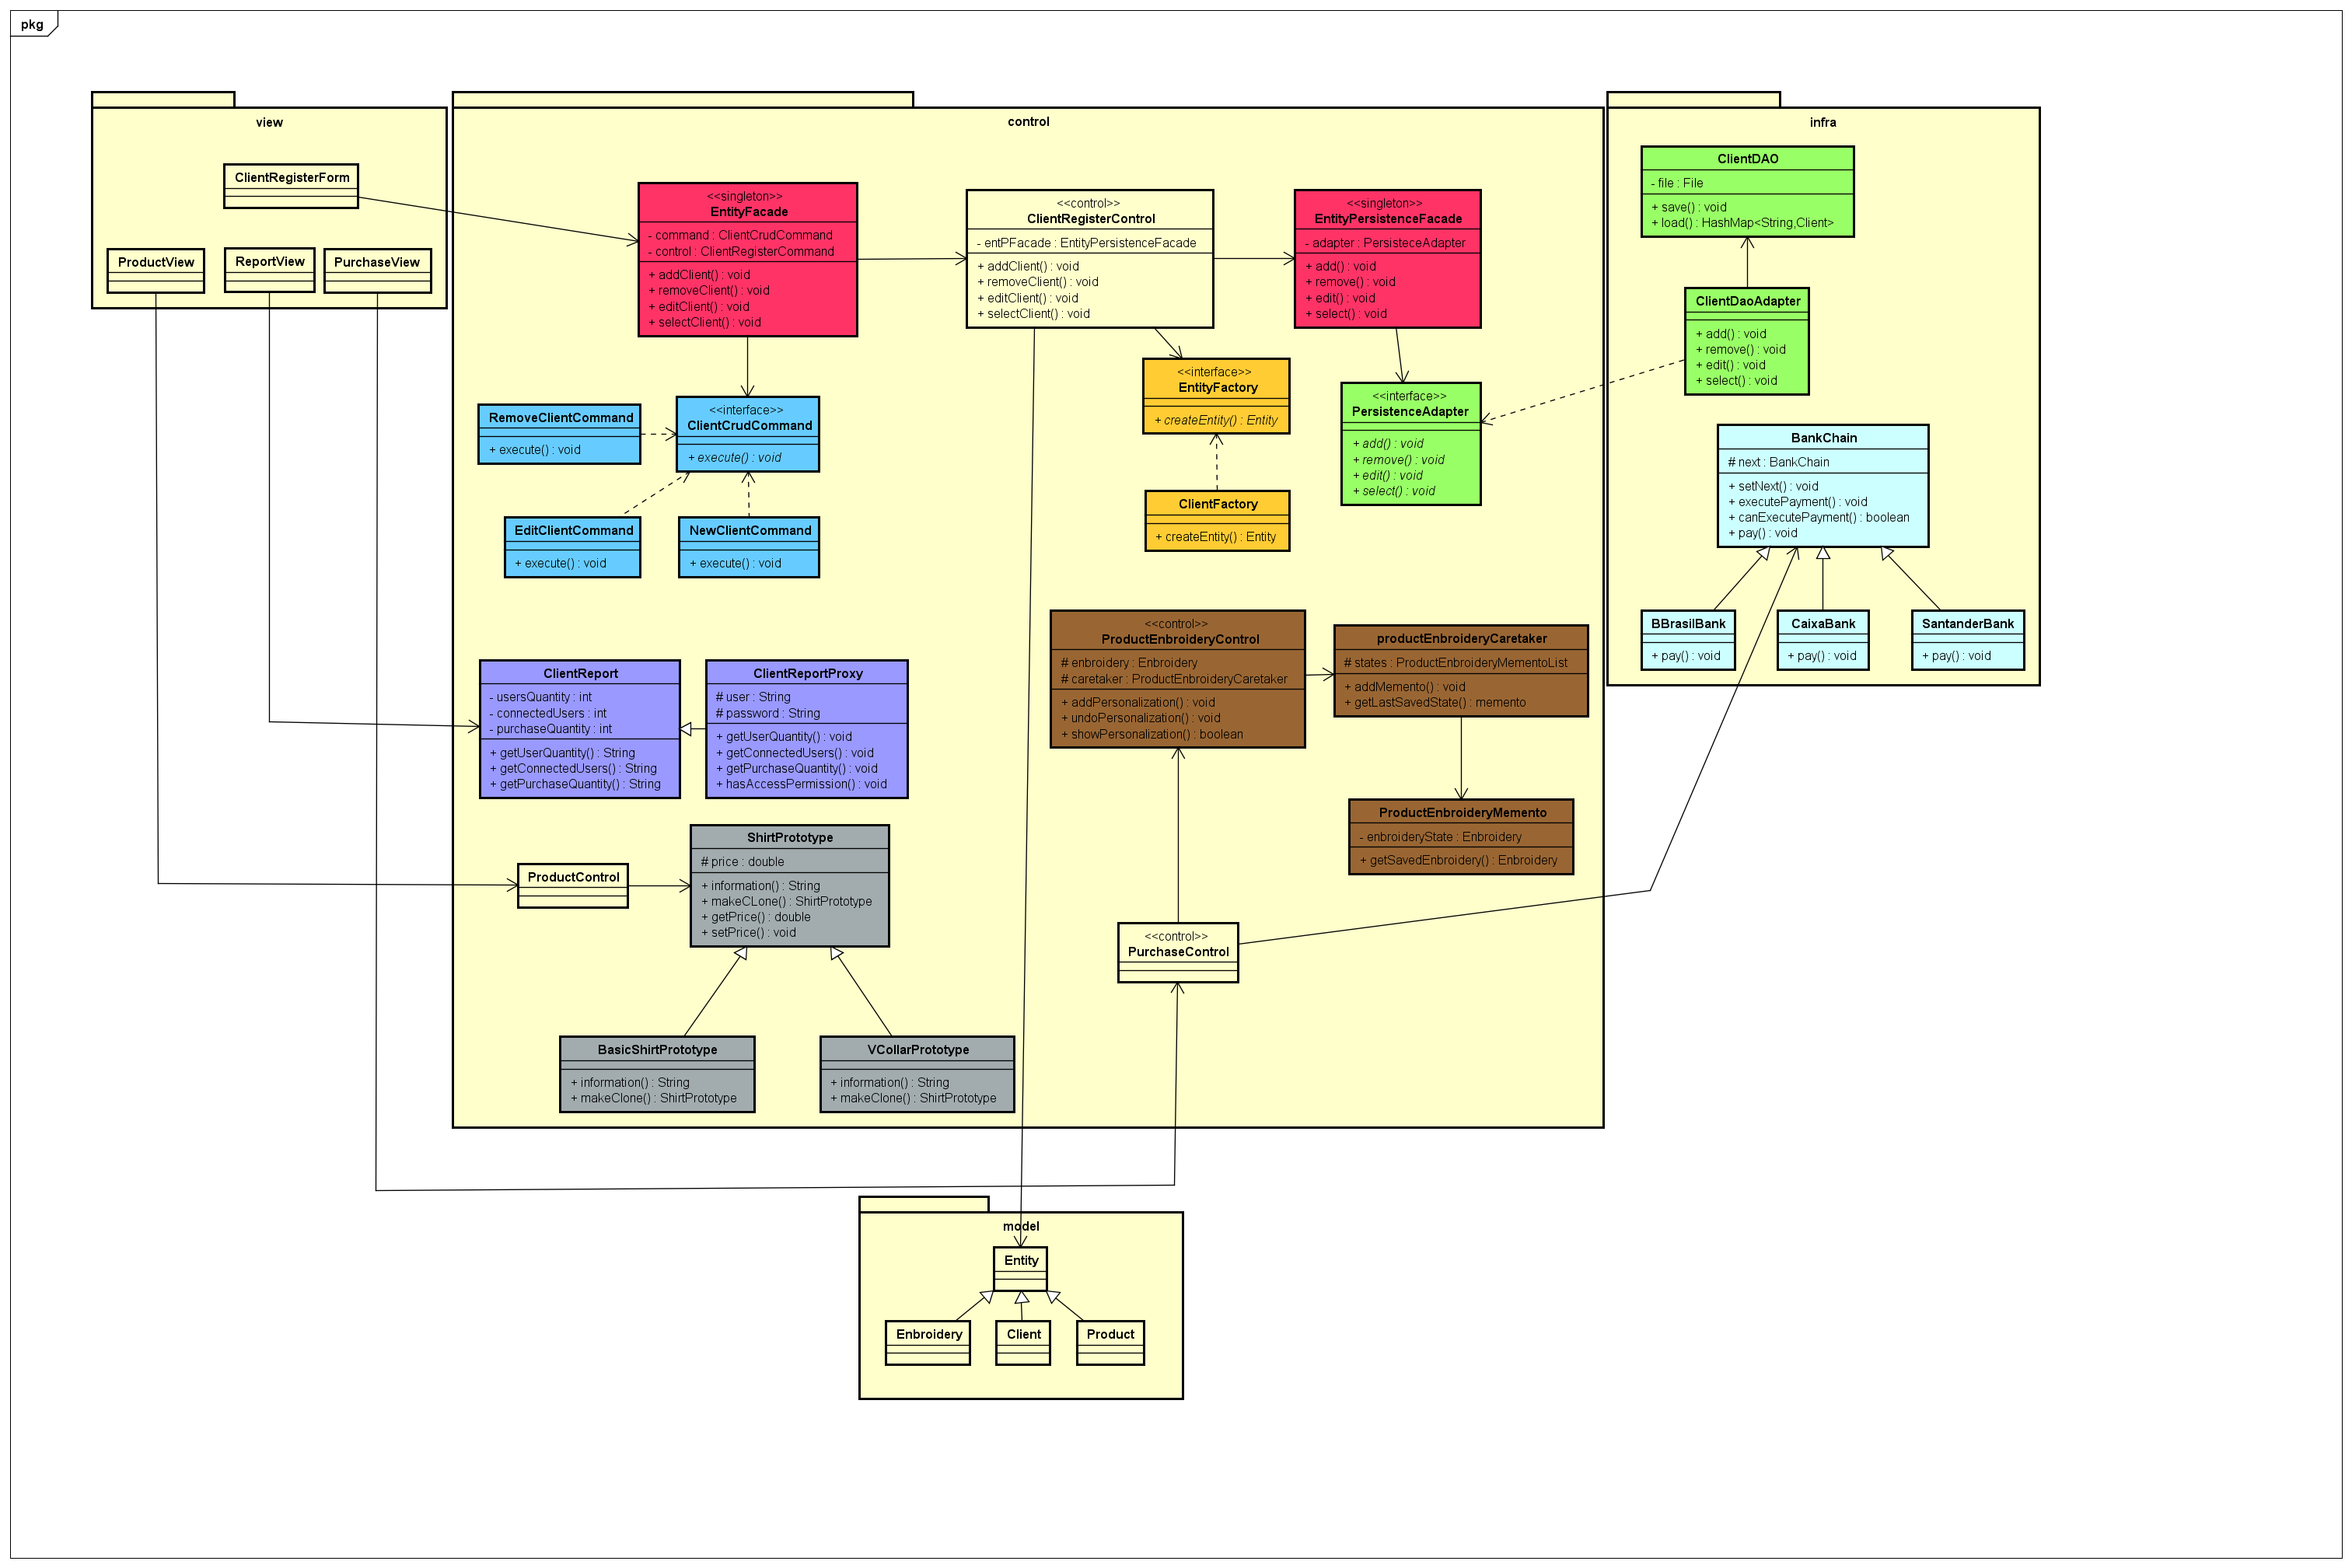 pkg
view
ClientRegisterForm
ProductView
ReportView
PurchaseView
control
<<singleton>>
EntityFacade
- command : ClientCrudCommand
- control : ClientRegisterCommand
+ addClient() : void
+ removeClient() : void
+ editClient() : void
+ selectClient() : void
<<control>>
ClientRegisterControl
- entPFacade : EntityPersistenceFacade
+ addClient() : void
+ removeClient() : void
+ editClient() : void
+ selectClient() : void
<<singleton>>
EntityPersistenceFacade
- adapter : PersisteceAdapter
+ add() : void
+ remove() : void
+ edit() : void
+ select() : void
RemoveClientCommand
+ execute() : void
<<interface>>
ClientCrudCommand
+ execute() : void
EditClientCommand
+ execute() : void
NewClientCommand
+ execute() : void
<<interface>>
EntityFactory
+ createEntity() : Entity
ClientFactory
+ createEntity() : Entity
<<interface>>
PersistenceAdapter
+ add() : void
+ remove() : void
+ edit() : void
+ select() : void
ClientReport
- usersQuantity : int
- connectedUsers : int
- purchaseQuantity : int
+ getUserQuantity() : String
+ getConnectedUsers() : String
+ getPurchaseQuantity() : String
ClientReportProxy
# user : String
# password : String
+ getUserQuantity() : void
+ getConnectedUsers() : void
+ getPurchaseQuantity() : void
+ hasAccessPermission() : void
<<control>>
ProductEnbroideryControl
# enbroidery : Enbroidery
# caretaker : ProductEnbroideryCaretaker
+ addPersonalization() : void
+ undoPersonalization() : void
+ showPersonalization() : boolean
productEnbroideryCaretaker
# states : ProductEnbroideryMementoList
+ addMemento() : void
+ getLastSavedState() : memento
ProductEnbroideryMemento
- enbroideryState : Enbroidery
+ getSavedEnbroidery() : Enbroidery
ProductControl
ShirtPrototype
# price : double
+ information() : String
+ makeCLone() : ShirtPrototype
+ getPrice() : double
+ setPrice() : void
BasicShirtPrototype
+ information() : String
+ makeClone() : ShirtPrototype
VCollarPrototype
+ information() : String
+ makeClone() : ShirtPrototype
<<control>>
PurchaseControl
infra
ClientDAO
- file : File
+ save() : void
+ load() : HashMap<String,Client>
ClientDaoAdapter
+ add() : void
+ remove() : void
+ edit() : void
+ select() : void
BankChain
# next : BankChain
+ setNext() : void
+ executePayment() : void
+ canExecutePayment() : boolean
+ pay() : void
BBrasilBank
+ pay() : void
CaixaBank
+ pay() : void
SantanderBank
+ pay() : void
model
Entity
Enbroidery
Client
Product